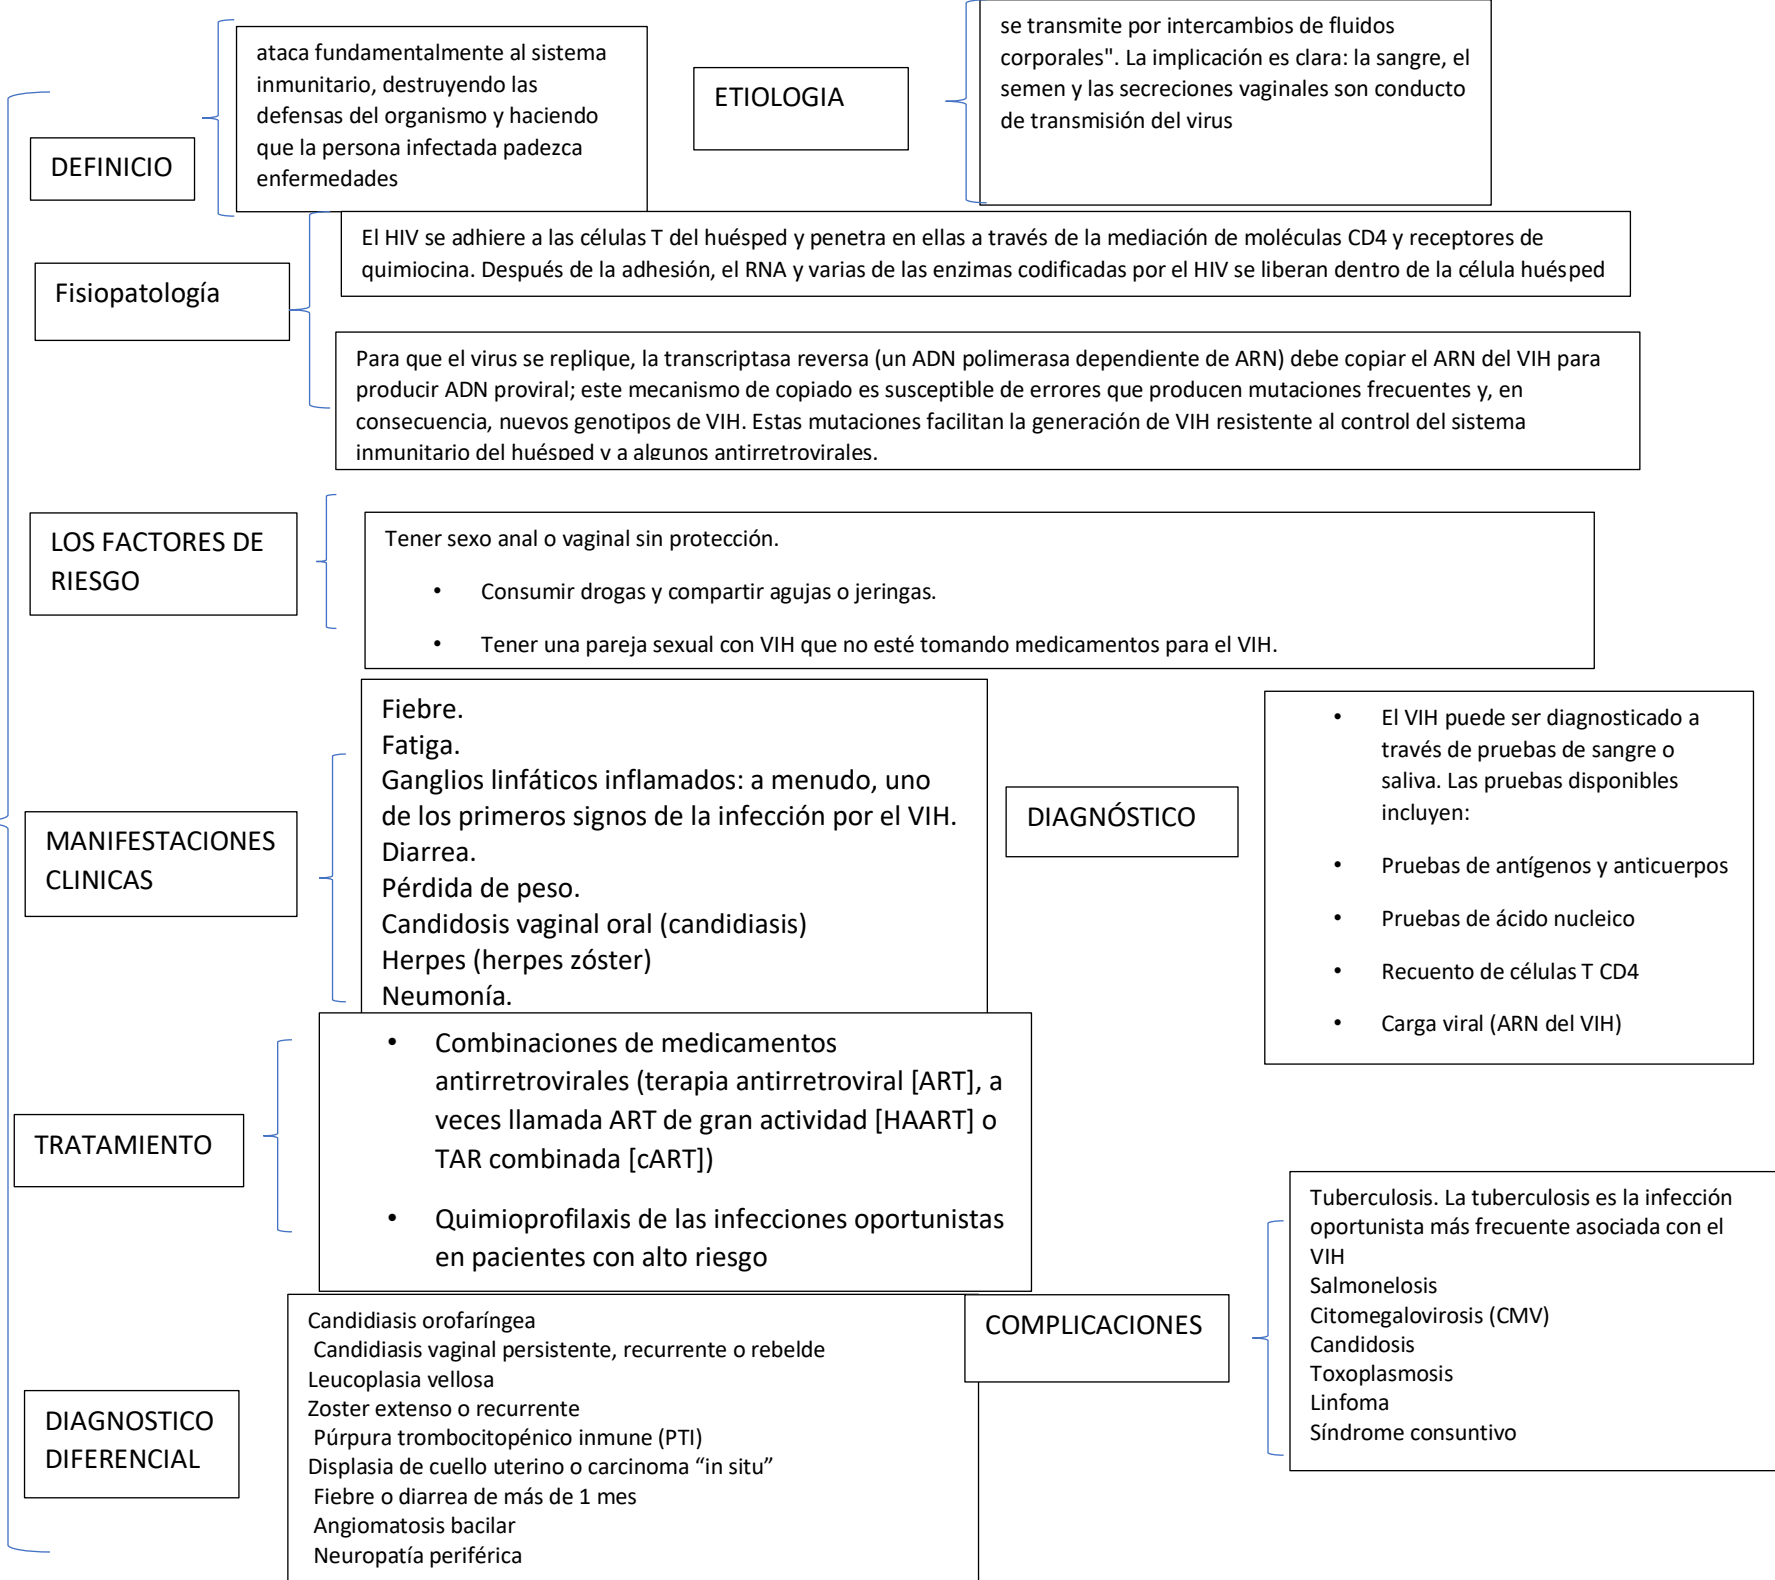 DEFINICIO
ataca fundamentalmente al sistema
inmunitario, destruyendo las
defensas del organismo y haciendo
que la persona infectada padezca
enfermedades
ETIOLOGIA
se transmite por intercambios de fluidos
corporales". La implicación es clara: la sangre, el
semen y las secreciones vaginales son conducto
de transmisión del virus
Fisiopatología
El HIV se adhiere a las células T del huésped y penetra en ellas a través de la mediación de moléculas CD4 y receptores de
quimiocina. Después de la adhesión, el RNA y varias de las enzimas codificadas por el HIV se liberan dentro de la célula huésped
Para que el virus se replique, la transcriptasa reversa (un ADN polimerasa dependiente de ARN) debe copiar el ARN del VIH para
producir ADN proviral; este mecanismo de copiado es susceptible de errores que producen mutaciones frecuentes y, en
consecuencia, nuevos genotipos de VIH. Estas mutaciones facilitan la generación de VIH resistente al control del sistema
inmunitario del huésped y a algunos antirretrovirales.
LOS FACTORES DE
RIESGO
Tener sexo anal o vaginal sin protección.
• Consumir drogas y compartir agujas o jeringas.
• Tener una pareja sexual con VIH que no esté tomando medicamentos para el VIH.
MANIFESTACIONES
CLINICAS
Fiebre.
Fatiga.
Ganglios linfáticos inflamados: a menudo, uno
de los primeros signos de la infección por el VIH.
Diarrea.
Pérdida de peso.
Candidosis vaginal oral (candidiasis)
Herpes (herpes zóster)
Neumonía.
DIAGNÓSTICO
• El VIH puede ser diagnosticado a
través de pruebas de sangre o
saliva. Las pruebas disponibles
incluyen:
• Pruebas de antígenos y anticuerpos
• Pruebas de ácido nucleico
• Recuento de células T CD4
• Carga viral (ARN del VIH)
TRATAMIENTO
• Combinaciones de medicamentos
antirretrovirales (terapia antirretroviral [ART], a
veces llamada ART de gran actividad [HAART] o
TAR combinada [cART])
• Quimioprofilaxis de las infecciones oportunistas
en pacientes con alto riesgo
DIAGNOSTICO
DIFERENCIAL
Candidiasis orofaríngea
Candidiasis vaginal persistente, recurrente o rebelde
Leucoplasia vellosa
Zoster extenso o recurrente
Púrpura trombocitopénico inmune (PTI)
Displasia de cuello uterino o carcinoma “in situ”
Fiebre o diarrea de más de 1 mes
Angiomatosis bacilar
Neuropatía periférica
COMPLICACIONES
Tuberculosis. La tuberculosis es la infección
oportunista más frecuente asociada con el
VIH
Salmonelosis
Citomegalovirosis (CMV)
Candidosis
Toxoplasmosis
Linfoma
Síndrome consuntivo